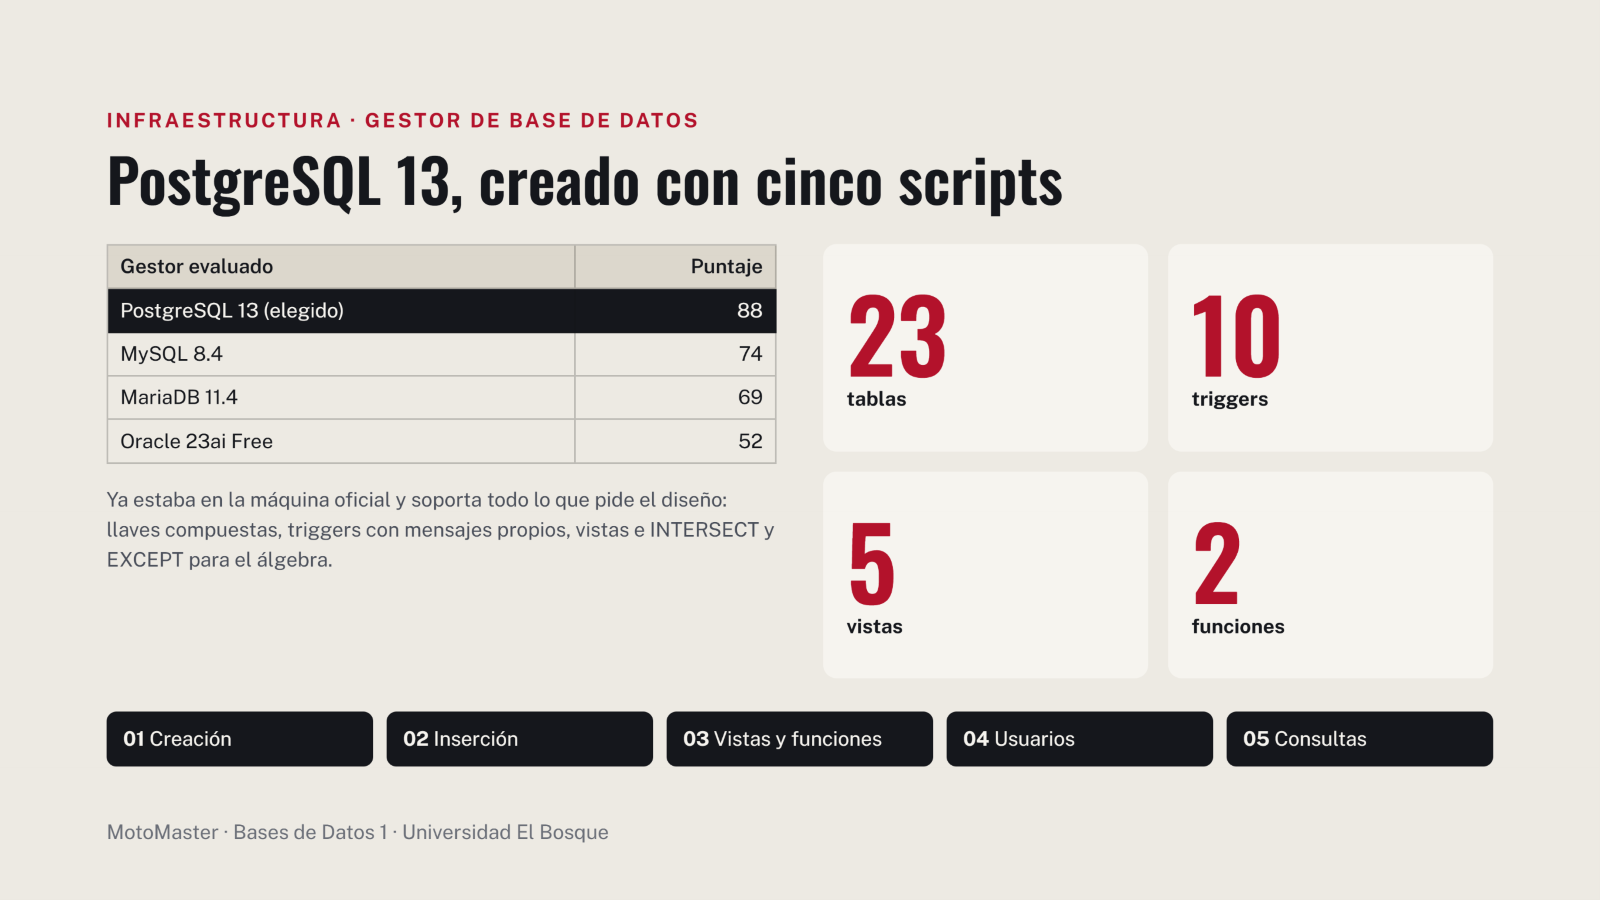 INFRAESTRUCTURA · GESTOR DE BASE DE DATOS
PostgreSQL 13, creado con cinco scripts
Gestor evaluado Puntaje
PostgreSQL 13 (elegido) 88
MySQL 8.4 74
MariaDB 11.4 69
Oracle 23ai Free 52
Ya estaba en la máquina oficial y soporta todo lo que pide el diseño:
llaves compuestas, triggers con mensajes propios, vistas e INTERSECT y
EXCEPT para el álgebra.
23
tablas
10
triggers
5
vistas
2
funciones
01 Creación
02 Inserción
03 Vistas y funciones
04 Usuarios
05 Consultas
MotoMaster · Bases de Datos 1 · Universidad El Bosque